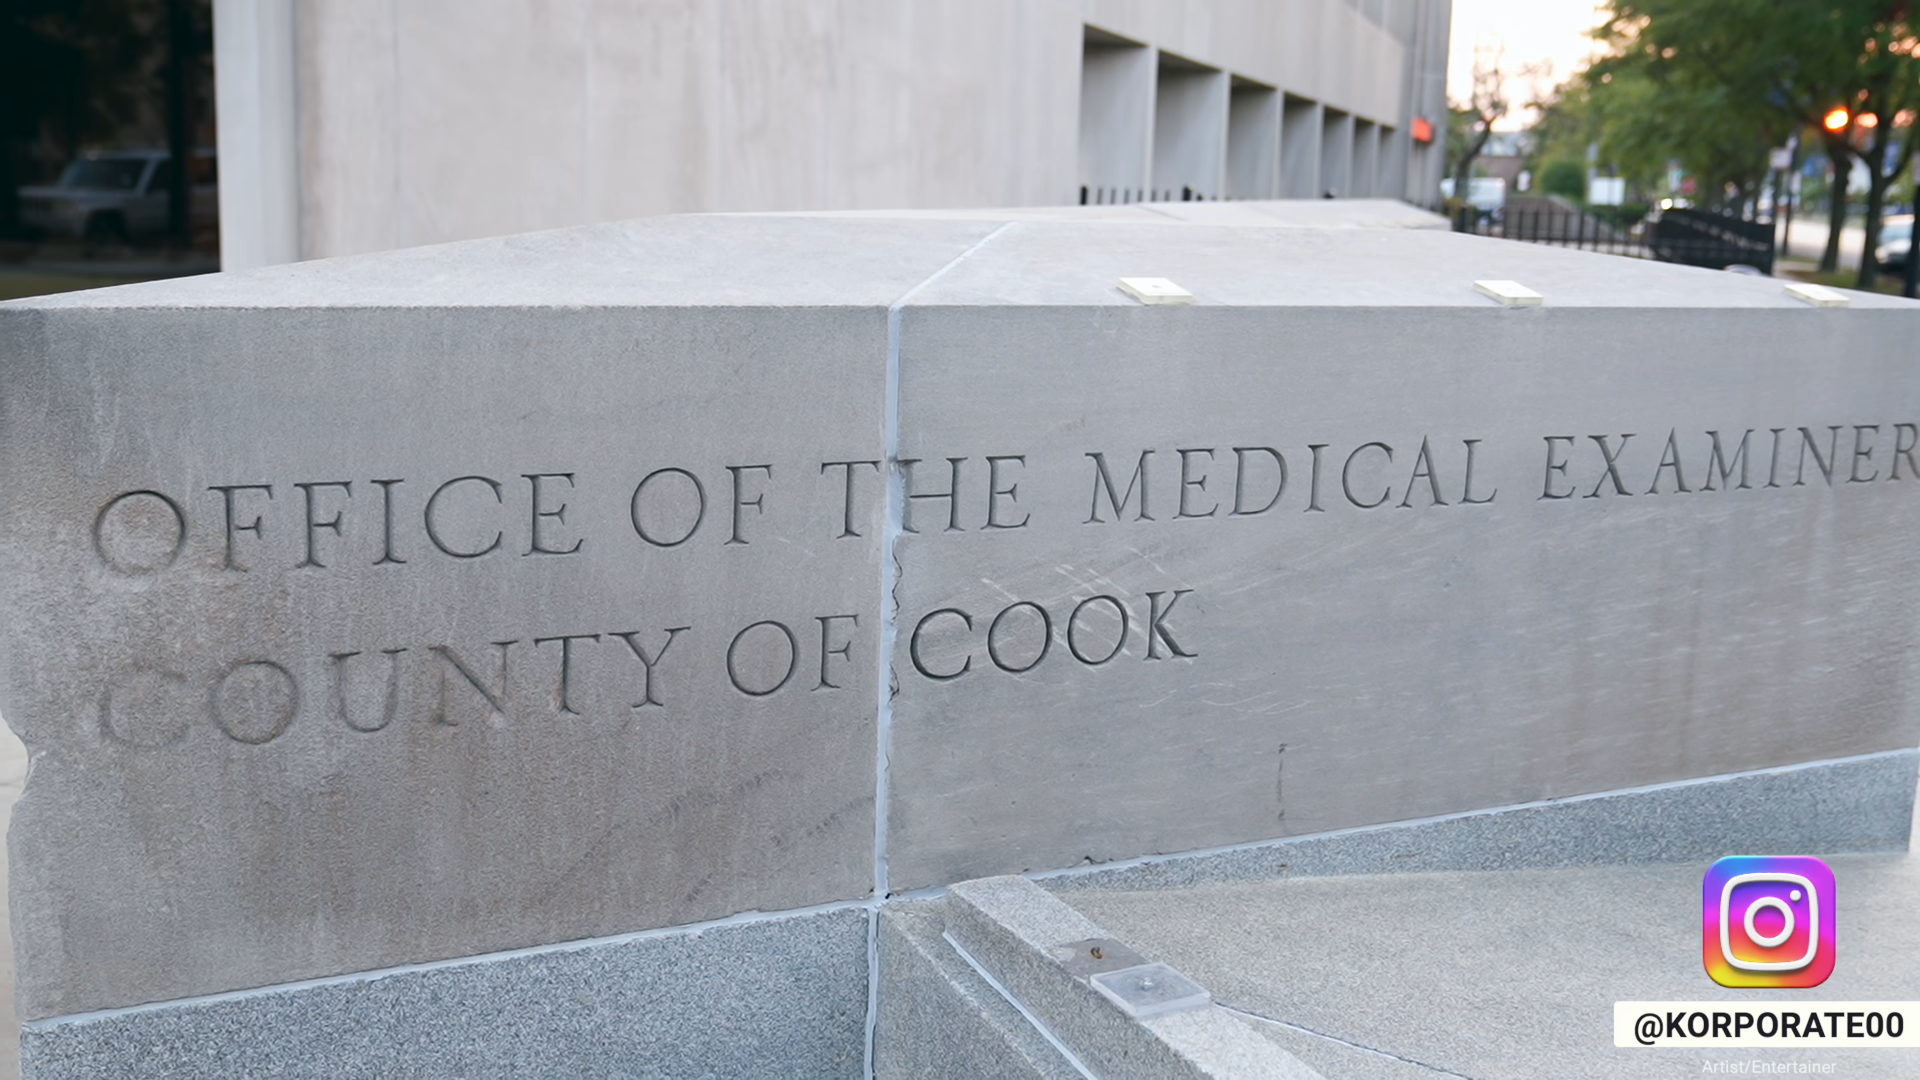 OFFICE OF THE MEDICAL EXAMINER
COUNTY OF COOK
@KORPORATE00
Artist/Entertainer